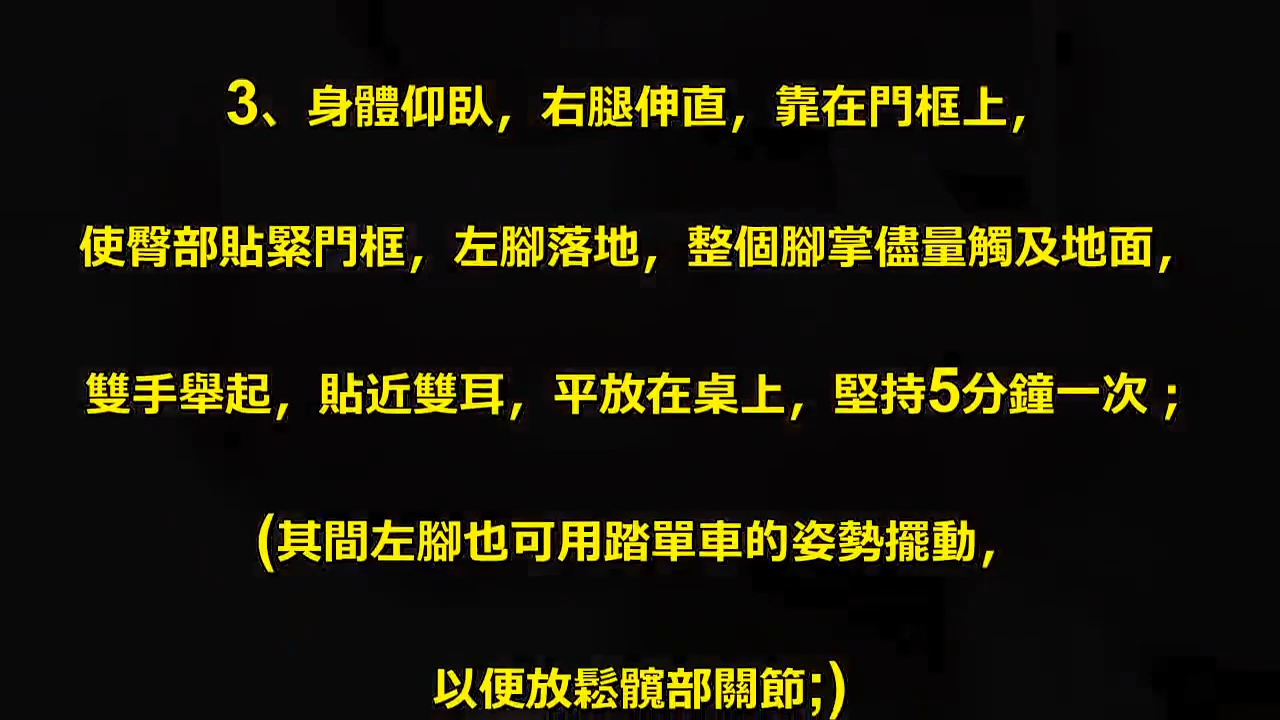 3、身體仰臥，右腿伸直，靠在門框上，
使臀部貼緊門框，左腳落地，整個腳掌儘量觸及地面，
雙手舉起，貼近雙耳，平放在桌上，堅持5分鐘一次；
(其間左腳也可用踏單車的姿勢擺動，
以便放鬆髖部關節;)